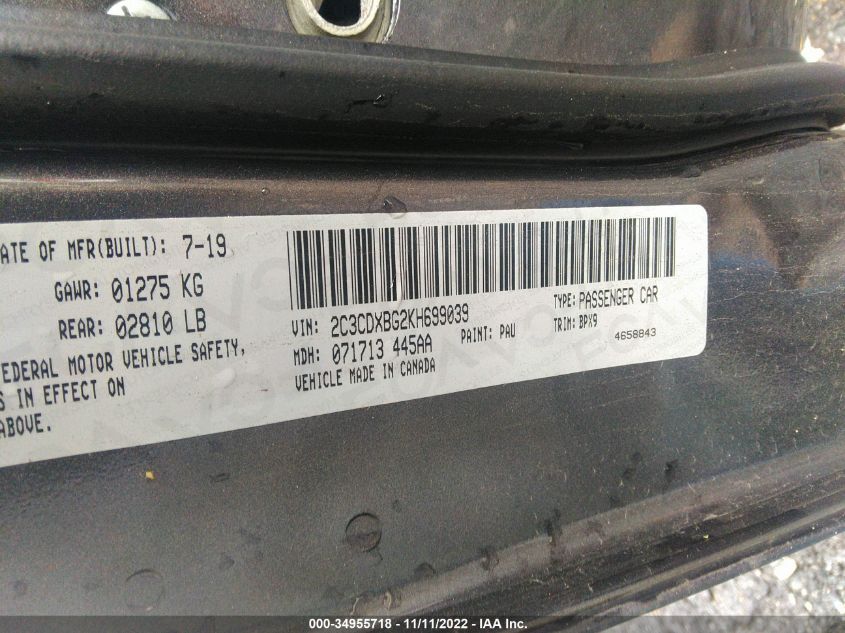 ATE OF MFR(BUILT): 7-19
GAWR: 01275 KG
REAR: 02810 LB
FEDERAL MOTOR VEHICLE SAFETY,
S IN EFFECT ON
ABOVE.
VIN: 2C3CDXBG2KH699039
TYPE: PASSENGER CAR
MDH: 071713 445AA
PAINT: PAU
TRIM: BPX9
VEHICLE MADE IN CANADA
4658843
000-34955718 - 11/11/2022 - IAA Inc.